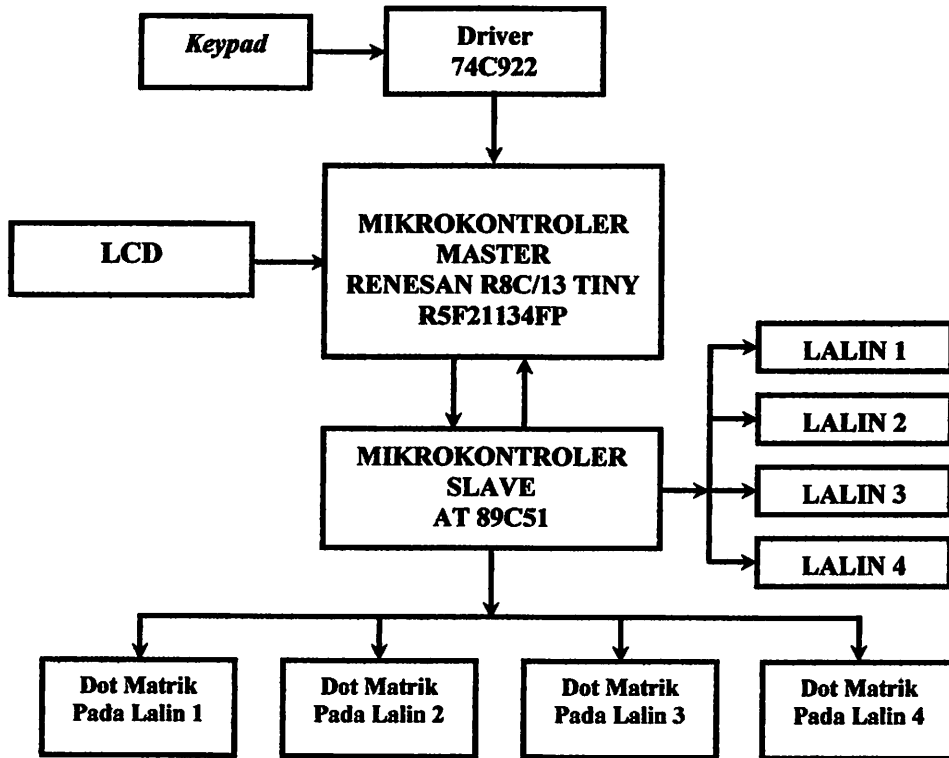 Keypad
Driver
74C922
MIKROKONTROLER
MASTER
RENESAN R8C/13 TINY
R5F21134FP
LCD
LALIN 1
LALIN 2
LALIN 3
LALIN 4
MIKROKONTROLER
SLAVE
AT 89C51
Dot Matrik
Pada Lalin 1
Dot Matrik
Pada Lalin 2
Dot Matrik
Pada Lalin 3
Dot Matrik
Pada Lalin 4